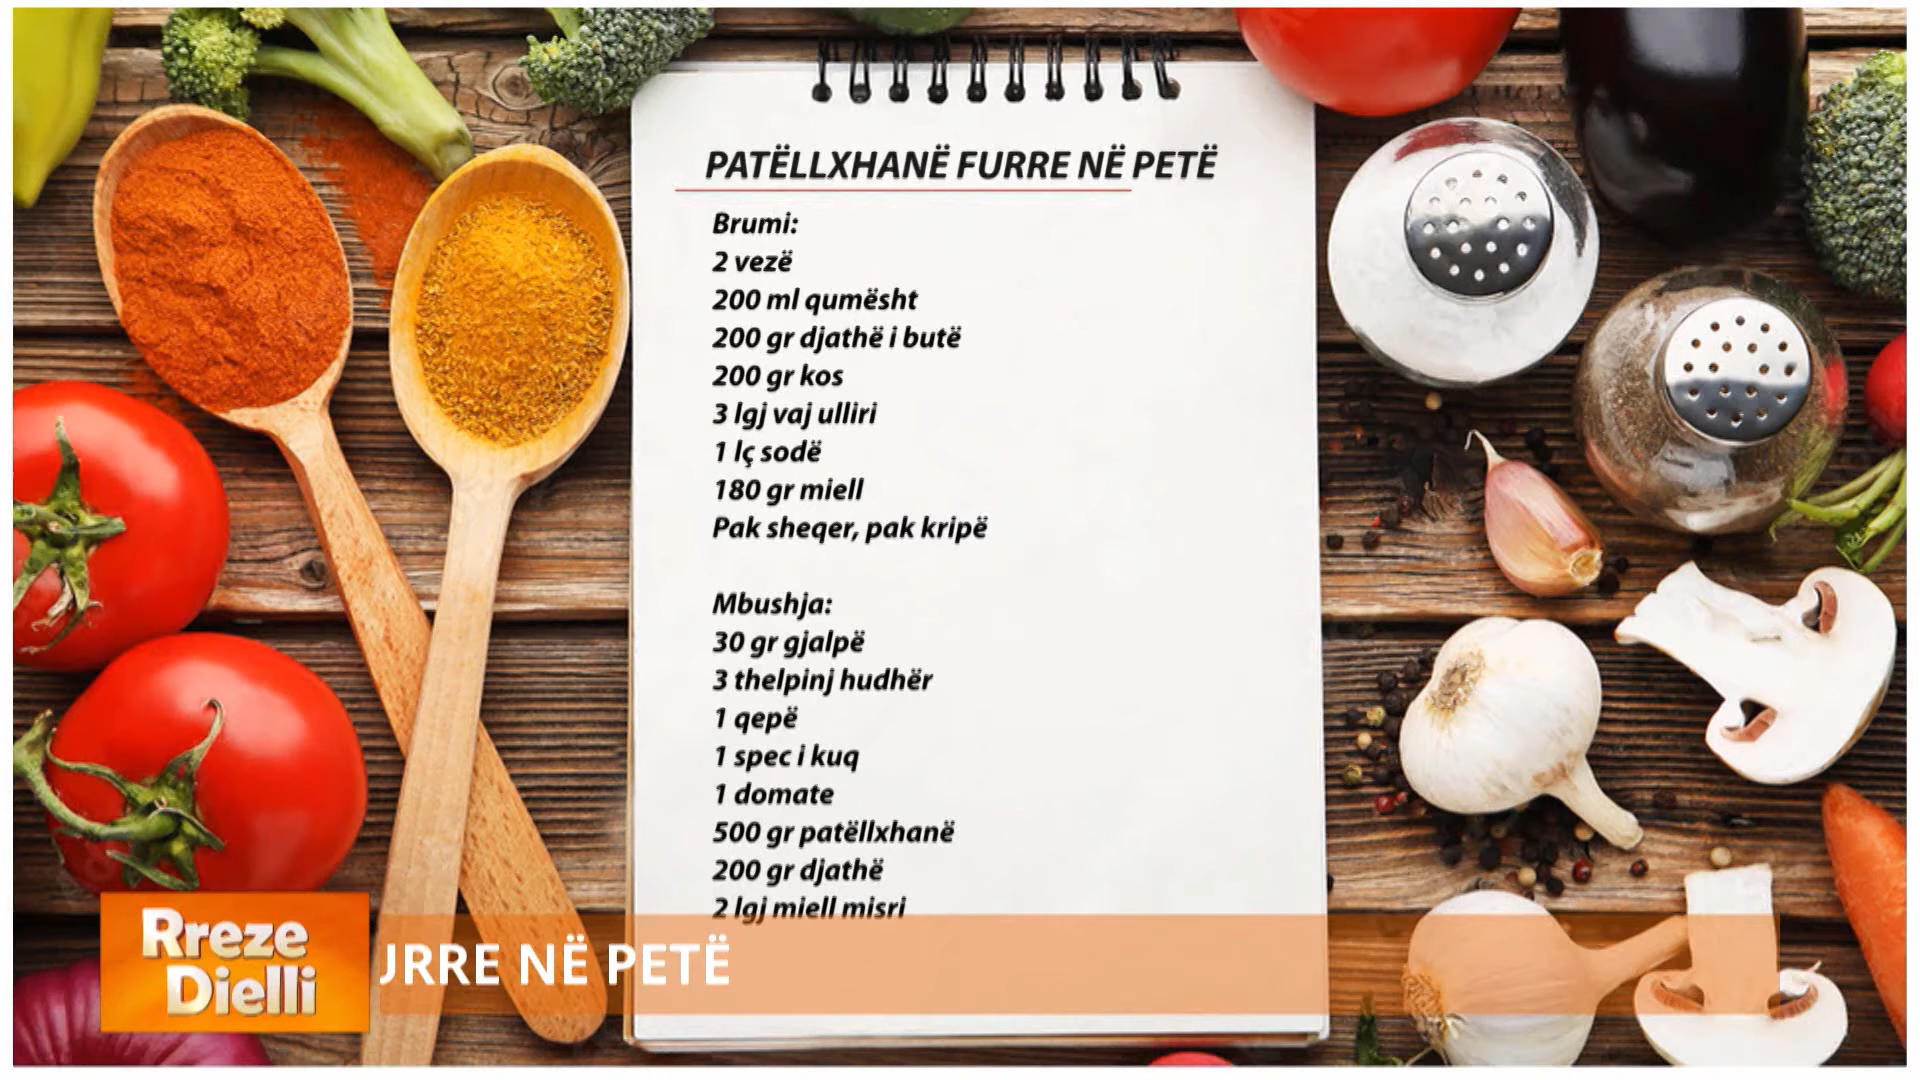 PATËLLXHANË FURRE NË PETË
Brumi:
2 vezë
200 ml qumësht
200 gr djathë i butë
200 gr kos
3 lgj vaj ulliri
1 lç sodë
180 gr miell
Pak sheqer, pak kripë
Mbushja:
30 gr gjalpë
3 thelpinj hudhër
1 qepë
1 spec i kuq
1 domate
500 gr patëllxhanë
200 gr djathë
2 lgj miell misri
Rreze
Dielli
URRE NË PETË